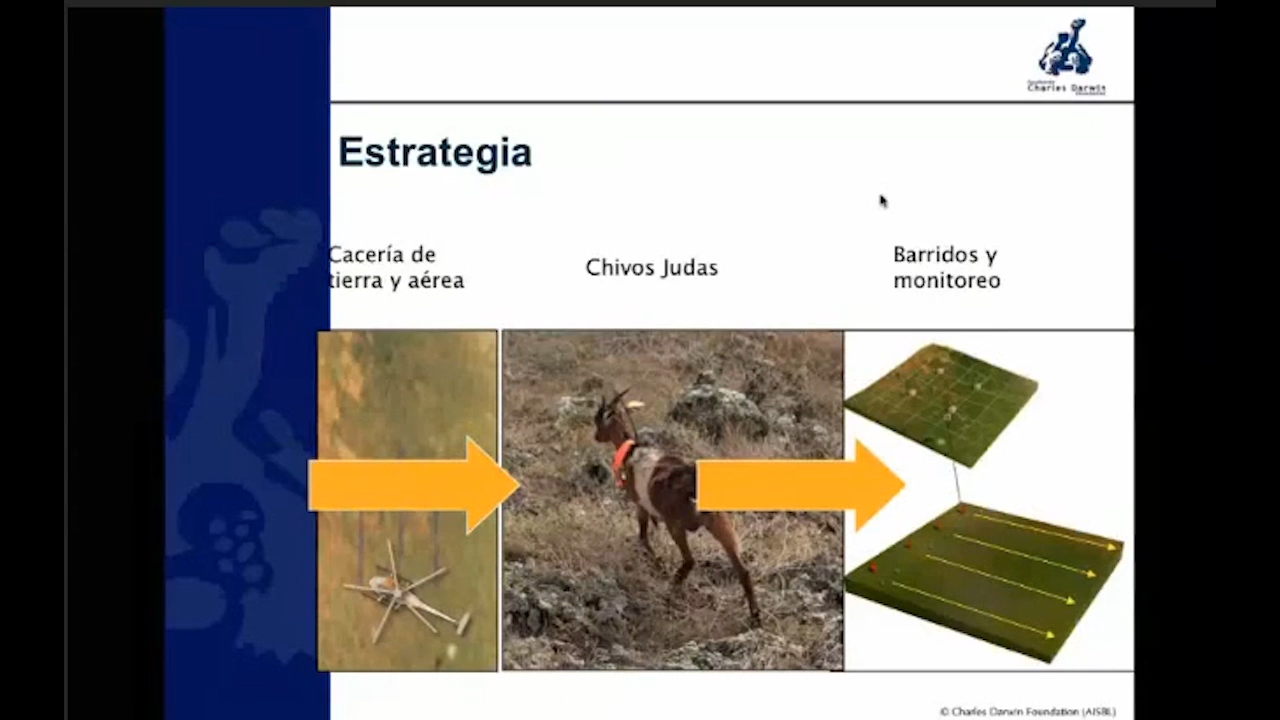 Charles Darwin
Estrategia
Cacería de
tierra y aérea
Chivos Judas
Barridos y
monitoreo
© Charles Darwin Foundation (AISBL)